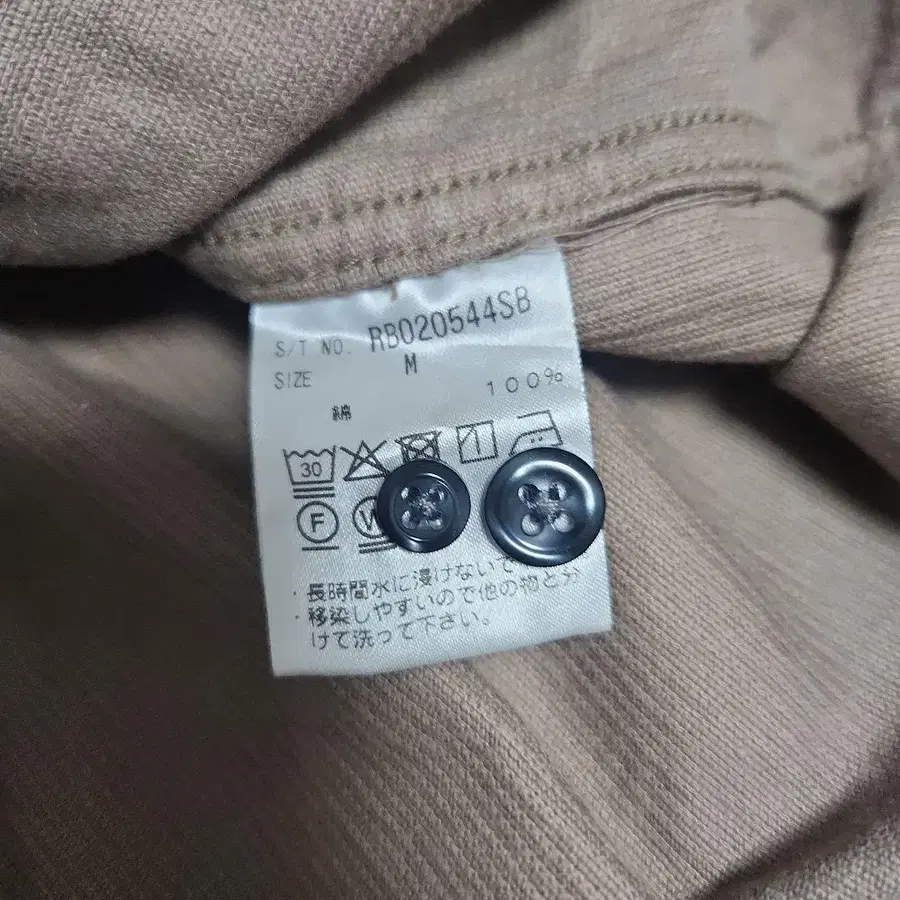 S/T NO. RB020544SB
SIZE M
綿 100%
30
F W
・長時間水に浸けないで
・移染しやすいので他の物と分
けて洗って下さい。